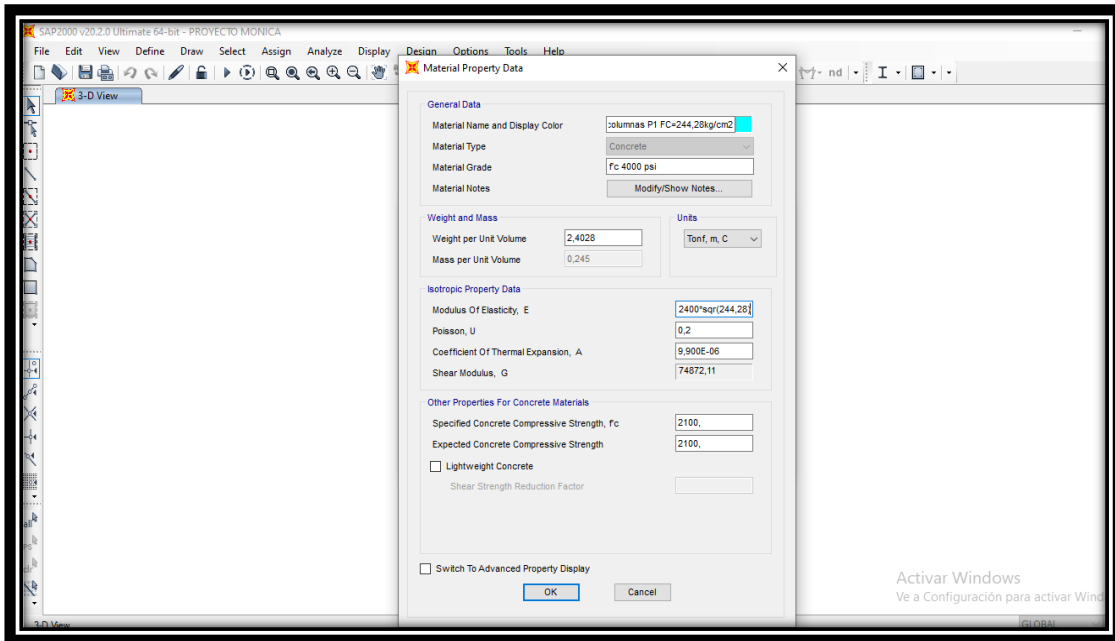 SAP2000 v20.2.0 Ultimate 64-bit - PROYECTO MONICA
File Edit View Define Draw Select Assign Analyze Display Design Options Tools Help
Material Property Data
nd
3-D View
General Data
Material Name and Display Color columnas P1 FC=244,28kg/cm2
Material Type Concrete
Material Grade f'c 4000 psi
Material Notes Modify/Show Notes...
Weight and Mass Units
Weight per Unit Volume 2,4028 Tonf, m, C
Mass per Unit Volume 0,245
Isotropic Property Data
Modulus Of Elasticity, E 2400*sqr(244,28)
Poisson, U 0,2
Coefficient Of Thermal Expansion, A 9,900E-06
Shear Modulus, G 74872,11
Other Properties For Concrete Materials
Specified Concrete Compressive Strength, f'c 2100,
Expected Concrete Compressive Strength 2100,
Lightweight Concrete
Shear Strength Reduction Factor
all
Switch To Advanced Property Display
OK Cancel
Activar Windows
Ve a Configuración para activar Wind
3-D View GLOBAL